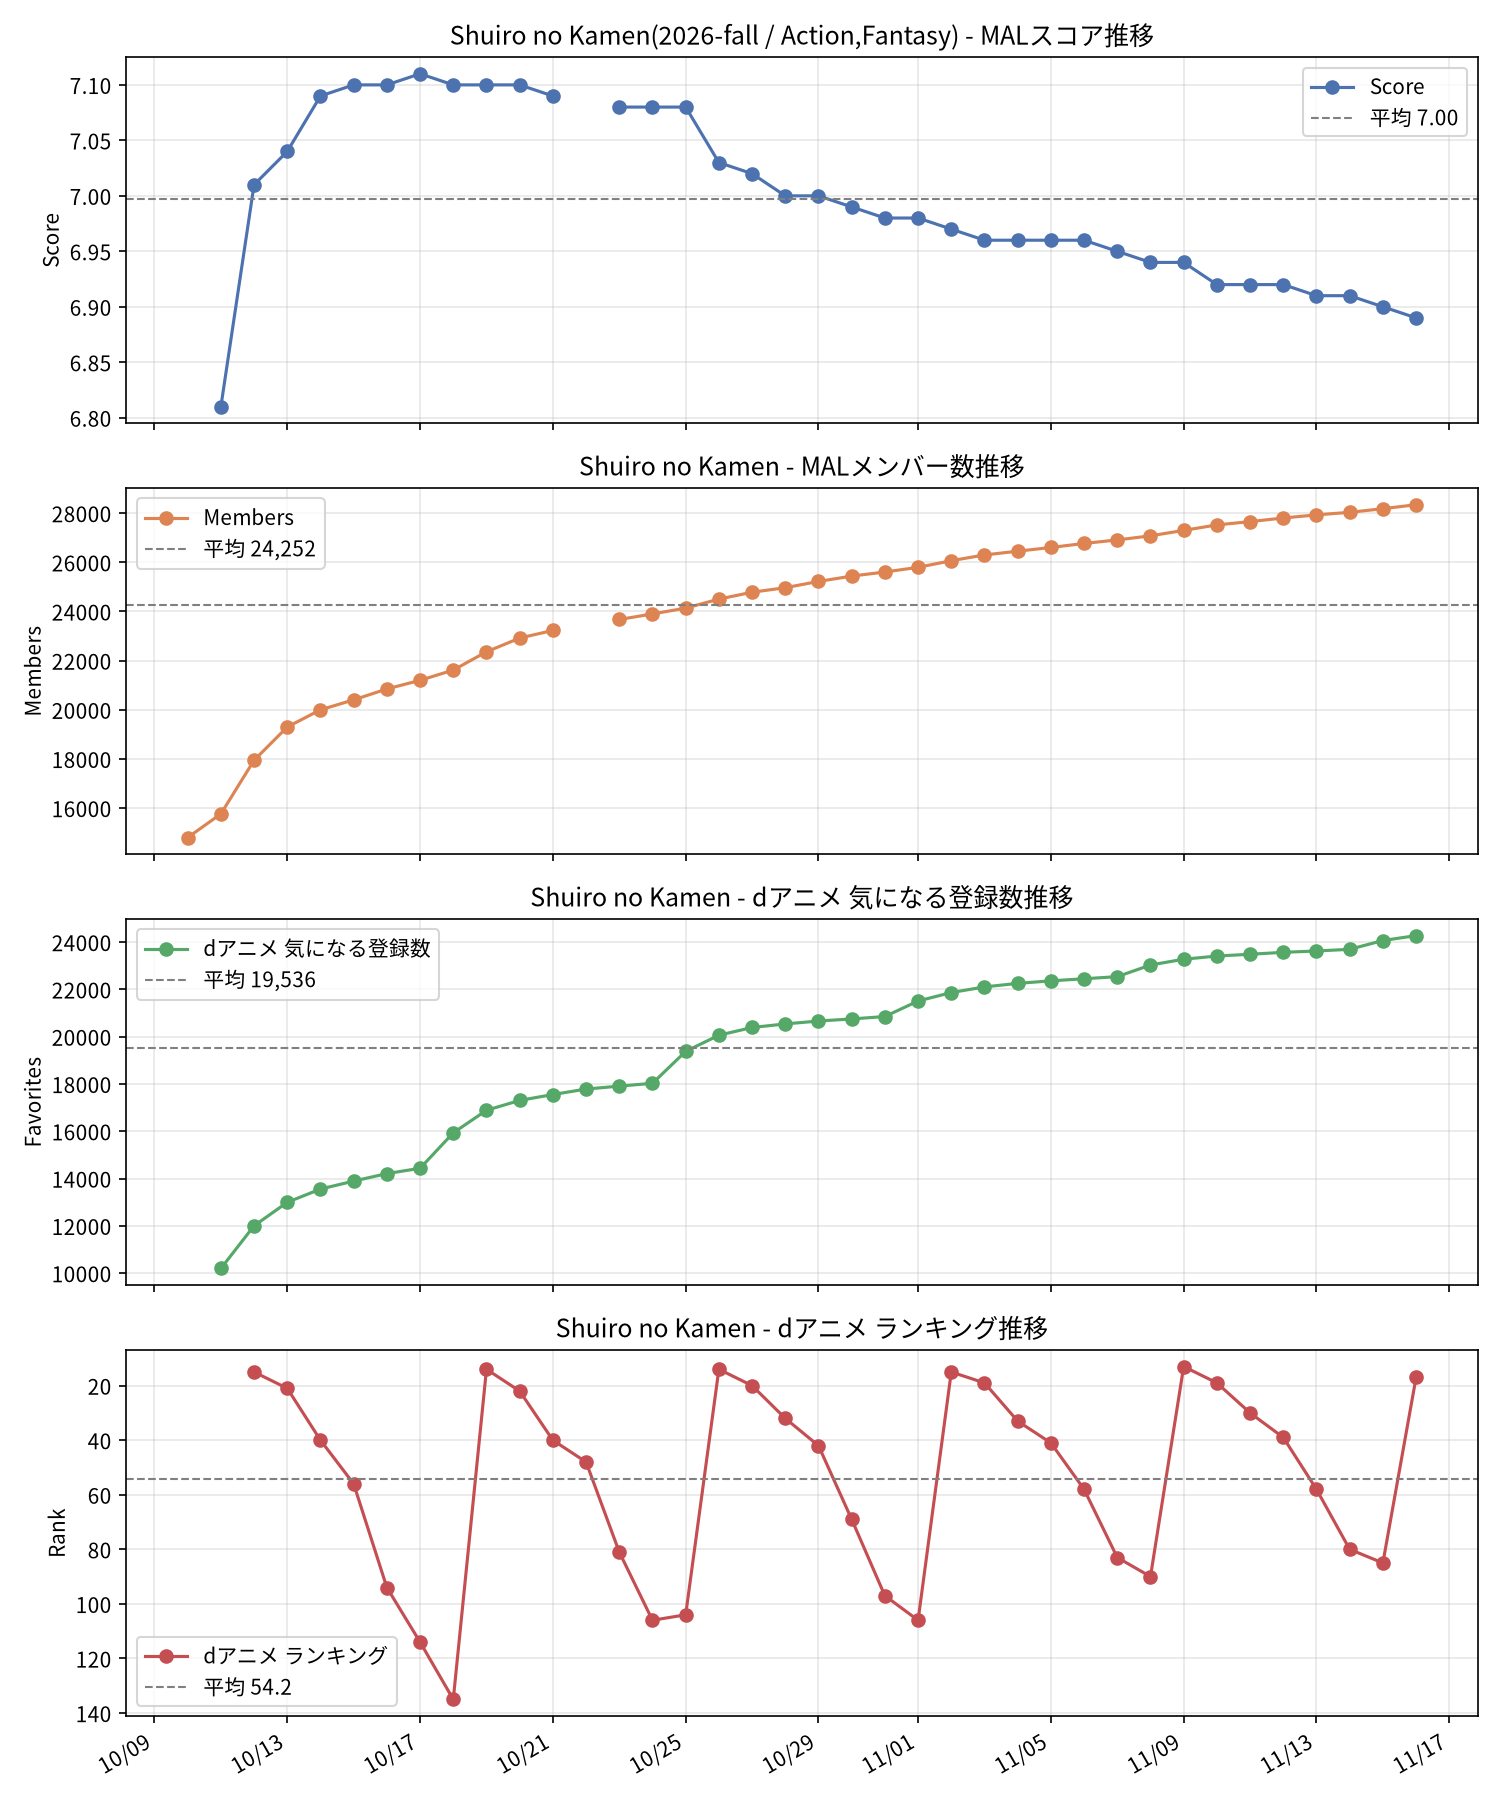 Shuiro no Kamen(2026-fall / Action,Fantasy) - MALスコア推移
Score
7.10
7.05
7.00
6.95
6.90
6.85
6.80
Score
平均 7.00
Shuiro no Kamen - MALメンバー数推移
Members
28000
26000
24000
22000
20000
18000
16000
Members
平均 24,252
Shuiro no Kamen - dアニメ 気になる登録数推移
Favorites
24000
22000
20000
18000
16000
14000
12000
10000
dアニメ 気になる登録数
平均 19,536
Shuiro no Kamen - dアニメ ランキング推移
Rank
20
40
60
80
100
120
140
dアニメ ランキング
平均 54.2
10/09
10/13
10/17
10/21
10/25
10/29
11/01
11/05
11/09
11/13
11/17